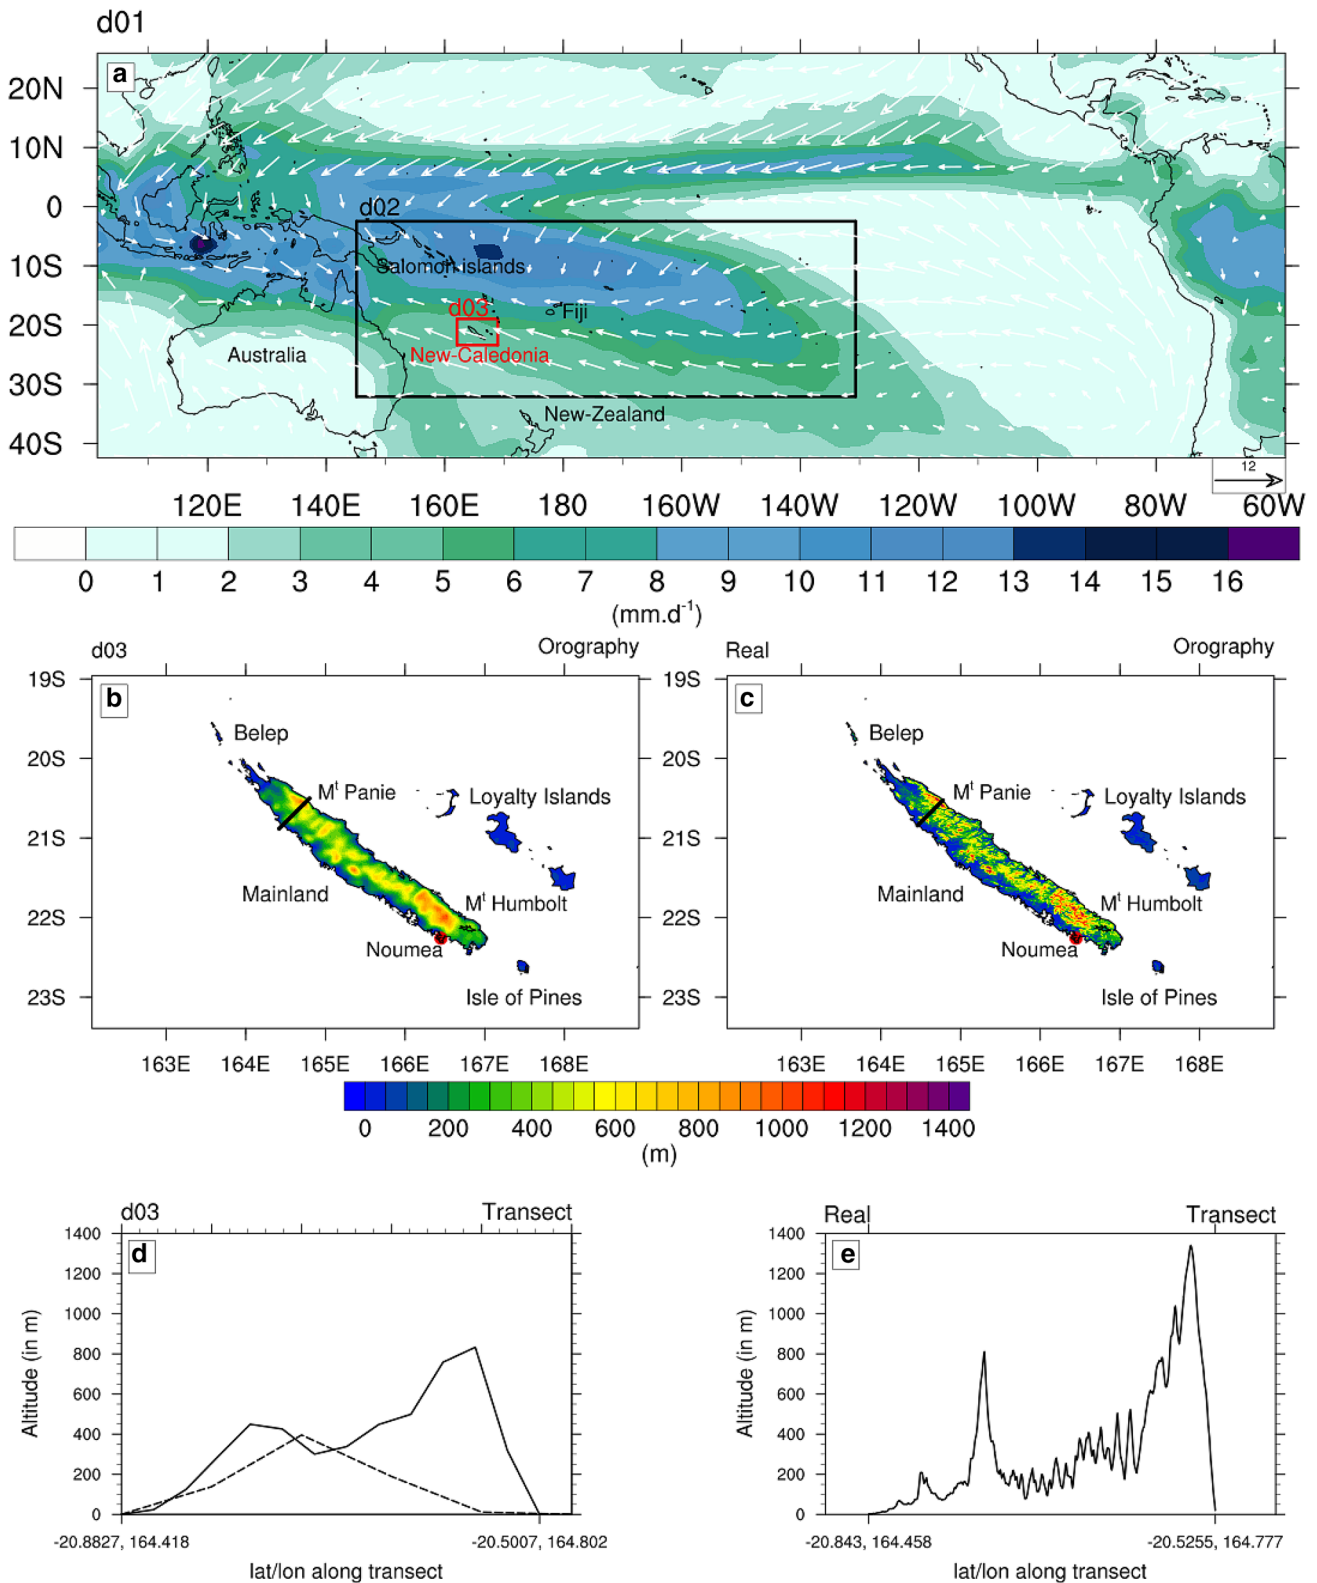 d01
a
20N
10N
0
10S
20S
30S
40S
d02
Salomon islands
d03
Fiji
New-Caledonia
Australia
New-Zealand
12
120E 140E 160E 180 160W 140W 120W 100W 80W 60W
0 1 2 3 4 5 6 7 8 9 10 11 12 13 14 15 16
(mm.d-1)
d03 Orography
b
19S
20S
21S
22S
23S
Belep
Mt Panie
Loyalty Islands
Mainland
Mt Humbolt
Noumea
Isle of Pines
163E 164E 165E 166E 167E 168E
Real Orography
c
19S
20S
21S
22S
23S
Belep
Mt Panie
Loyalty Islands
Mainland
Mt Humbolt
Noumea
Isle of Pines
163E 164E 165E 166E 167E 168E
0 200 400 600 800 1000 1200 1400
(m)
d03 Transect
d
1400
1200
1000
800
600
400
200
0
Altitude (in m)
-20.8827, 164.418 -20.5007, 164.802
lat/lon along transect
Real Transect
e
1400
1200
1000
800
600
400
200
0
Altitude (in m)
-20.843, 164.458 -20.5255, 164.777
lat/lon along transect